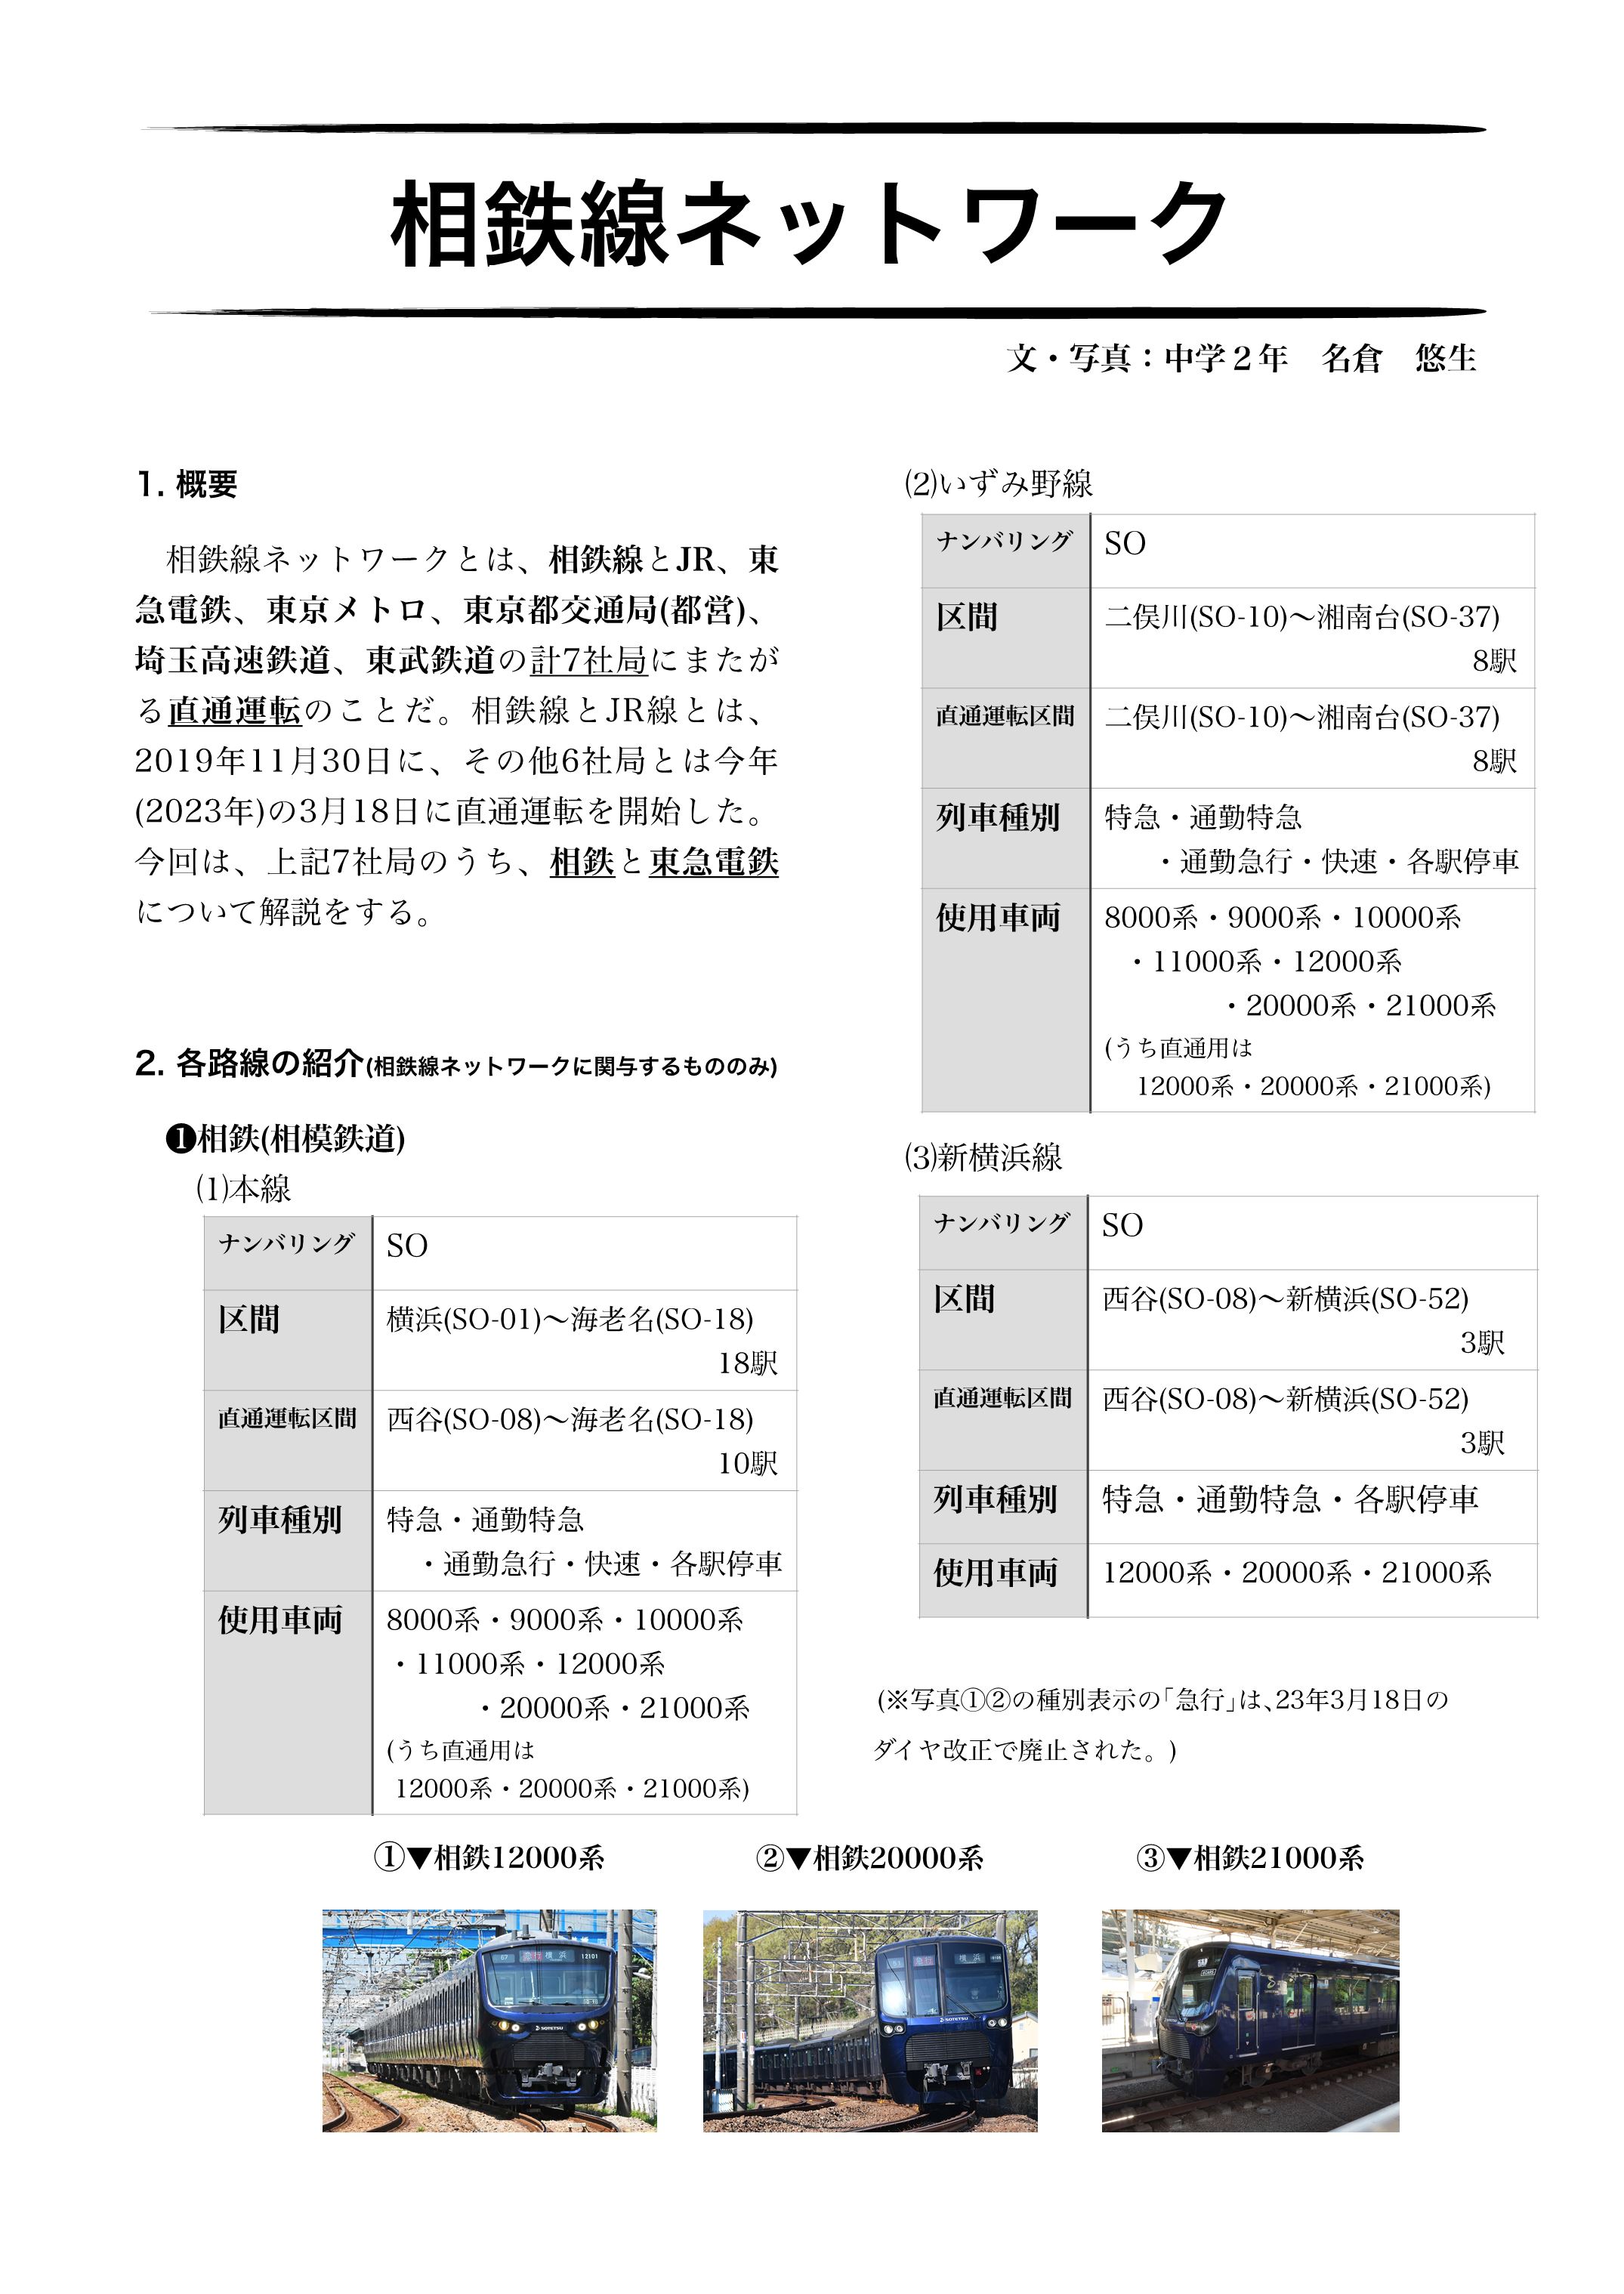 相鉄線ネットワーク
文・写真：中学２年　名倉　悠生
1. 概要
相鉄線ネットワークとは、相鉄線とJR、東
急電鉄、東京メトロ、東京都交通局(都営)、
埼玉高速鉄道、東武鉄道の計7社局にまたが
る直通運転のことだ。相鉄線とJR線とは、
2019年11月30日に、その他6社局とは今年
(2023年)の3月18日に直通運転を開始した。
今回は、上記7社局のうち、相鉄と東急電鉄
について解説をする。
2. 各路線の紹介(相鉄線ネットワークに関与するもののみ)
❶相鉄(相模鉄道)
⑴本線
ナンバリング SO
区間 横浜(SO-01)〜海老名(SO-18)
18駅
直通運転区間 西谷(SO-08)〜海老名(SO-18)
10駅
列車種別 特急・通勤特急
・通勤急行・快速・各駅停車
使用車両 8000系・9000系・10000系
・11000系・12000系
・20000系・21000系
(うち直通用は
12000系・20000系・21000系)
⑵いずみ野線
ナンバリング SO
区間 二俣川(SO-10)〜湘南台(SO-37)
8駅
直通運転区間 二俣川(SO-10)〜湘南台(SO-37)
8駅
列車種別 特急・通勤特急
・通勤急行・快速・各駅停車
使用車両 8000系・9000系・10000系
・11000系・12000系
・20000系・21000系
(うち直通用は
12000系・20000系・21000系)
⑶新横浜線
ナンバリング SO
区間 西谷(SO-08)〜新横浜(SO-52)
3駅
直通運転区間 西谷(SO-08)〜新横浜(SO-52)
3駅
列車種別 特急・通勤特急・各駅停車
使用車両 12000系・20000系・21000系
(※写真①②の種別表示の「急行」は、23年3月18日の
ダイヤ改正で廃止された。)
①▼相鉄12000系
②▼相鉄20000系
③▼相鉄21000系
急行 横浜 12101
SOTETSU
横浜
SOTETSU